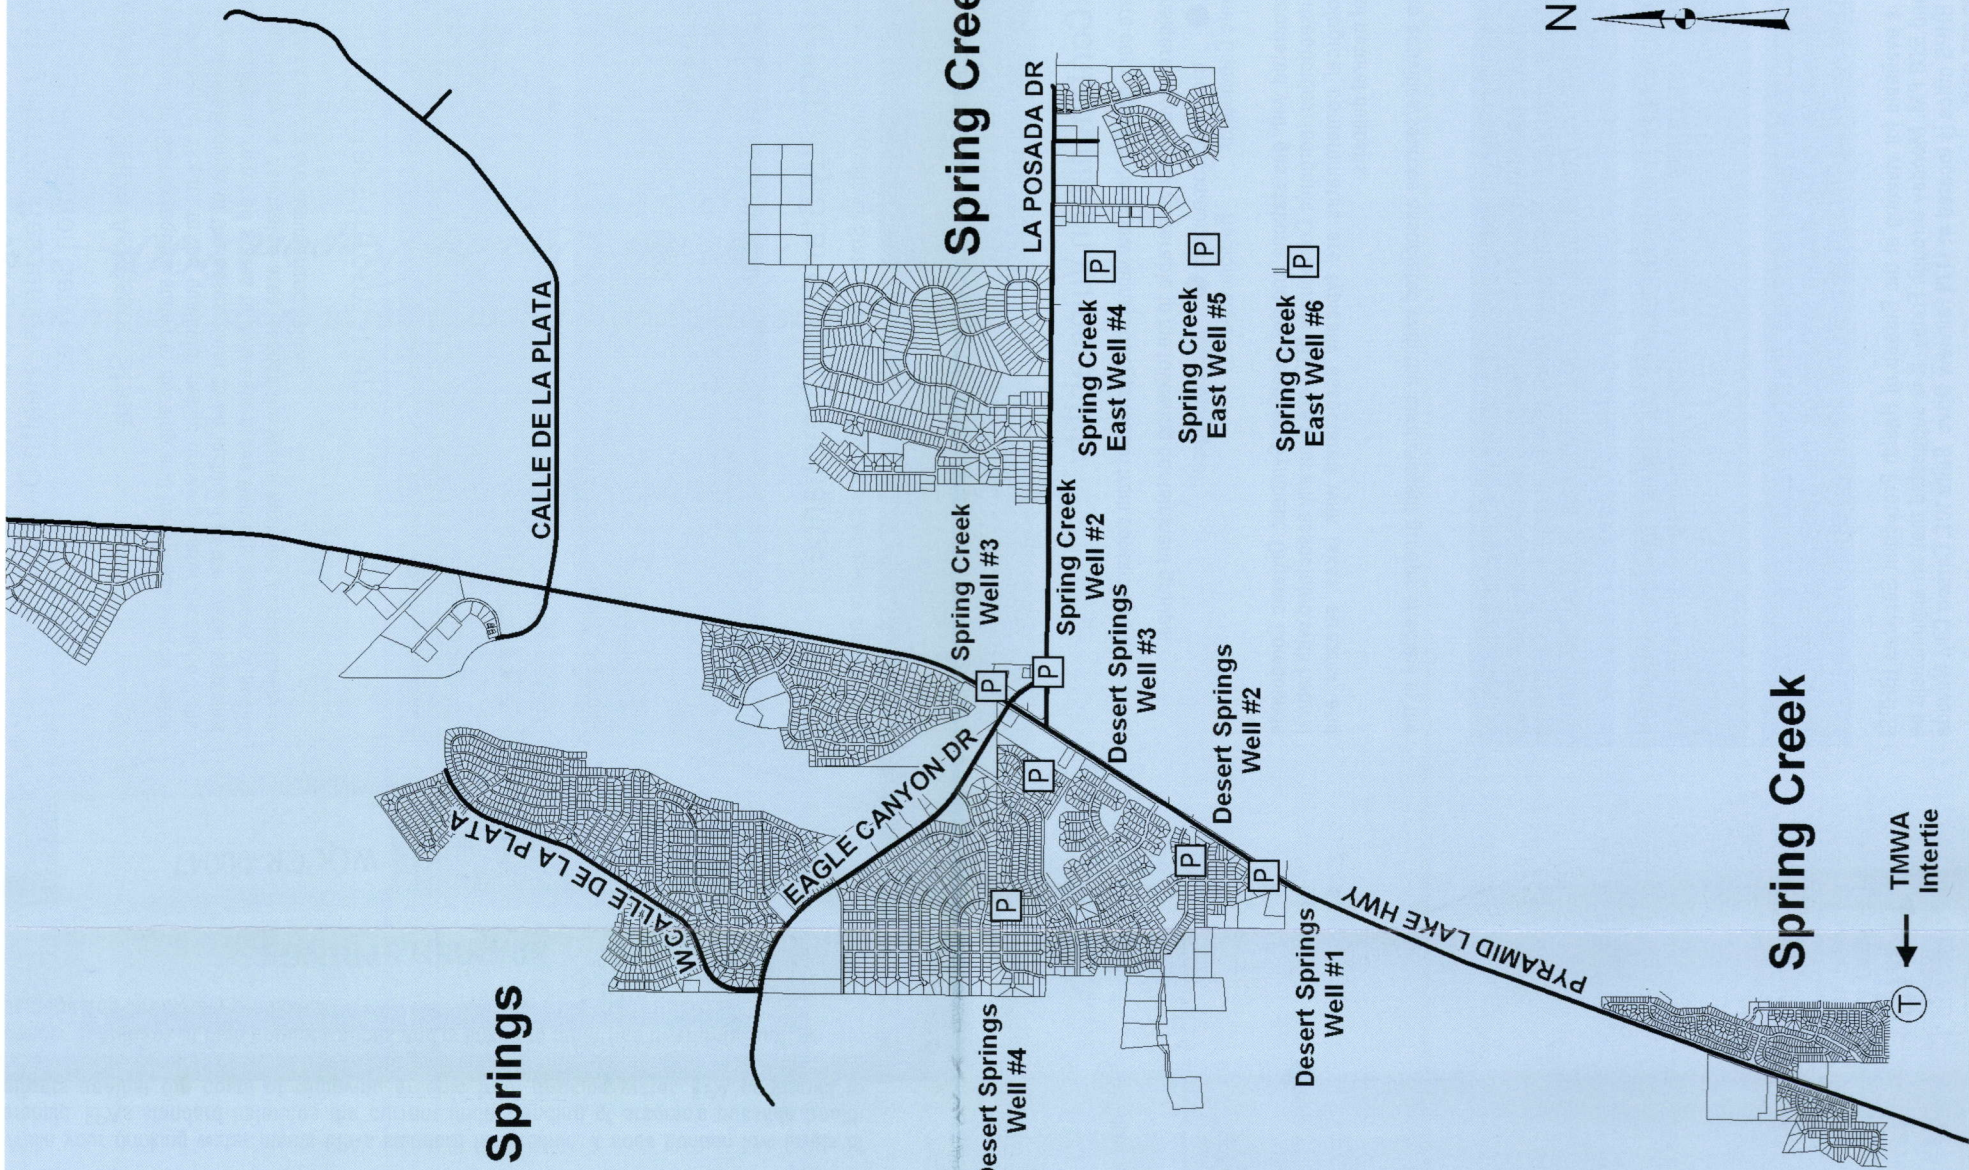 Springs
CALLE DE LA PLATA
W CALLE DE LA PLATA
EAGLE CANYON DR
Spring Cree
LA POSADA DR
N
Spring Creek
Well #3
P
Spring Creek
Well #2
P
Desert Springs
Well #4
P
Desert Springs
Well #3
P
Spring Creek
East Well #4
P
Spring Creek
East Well #5
P
Spring Creek
East Well #6
P
Desert Springs
Well #2
P
Desert Springs
Well #1
P
PYRAMID LAKE HWY
Spring Creek
TMWA
Intertie
T